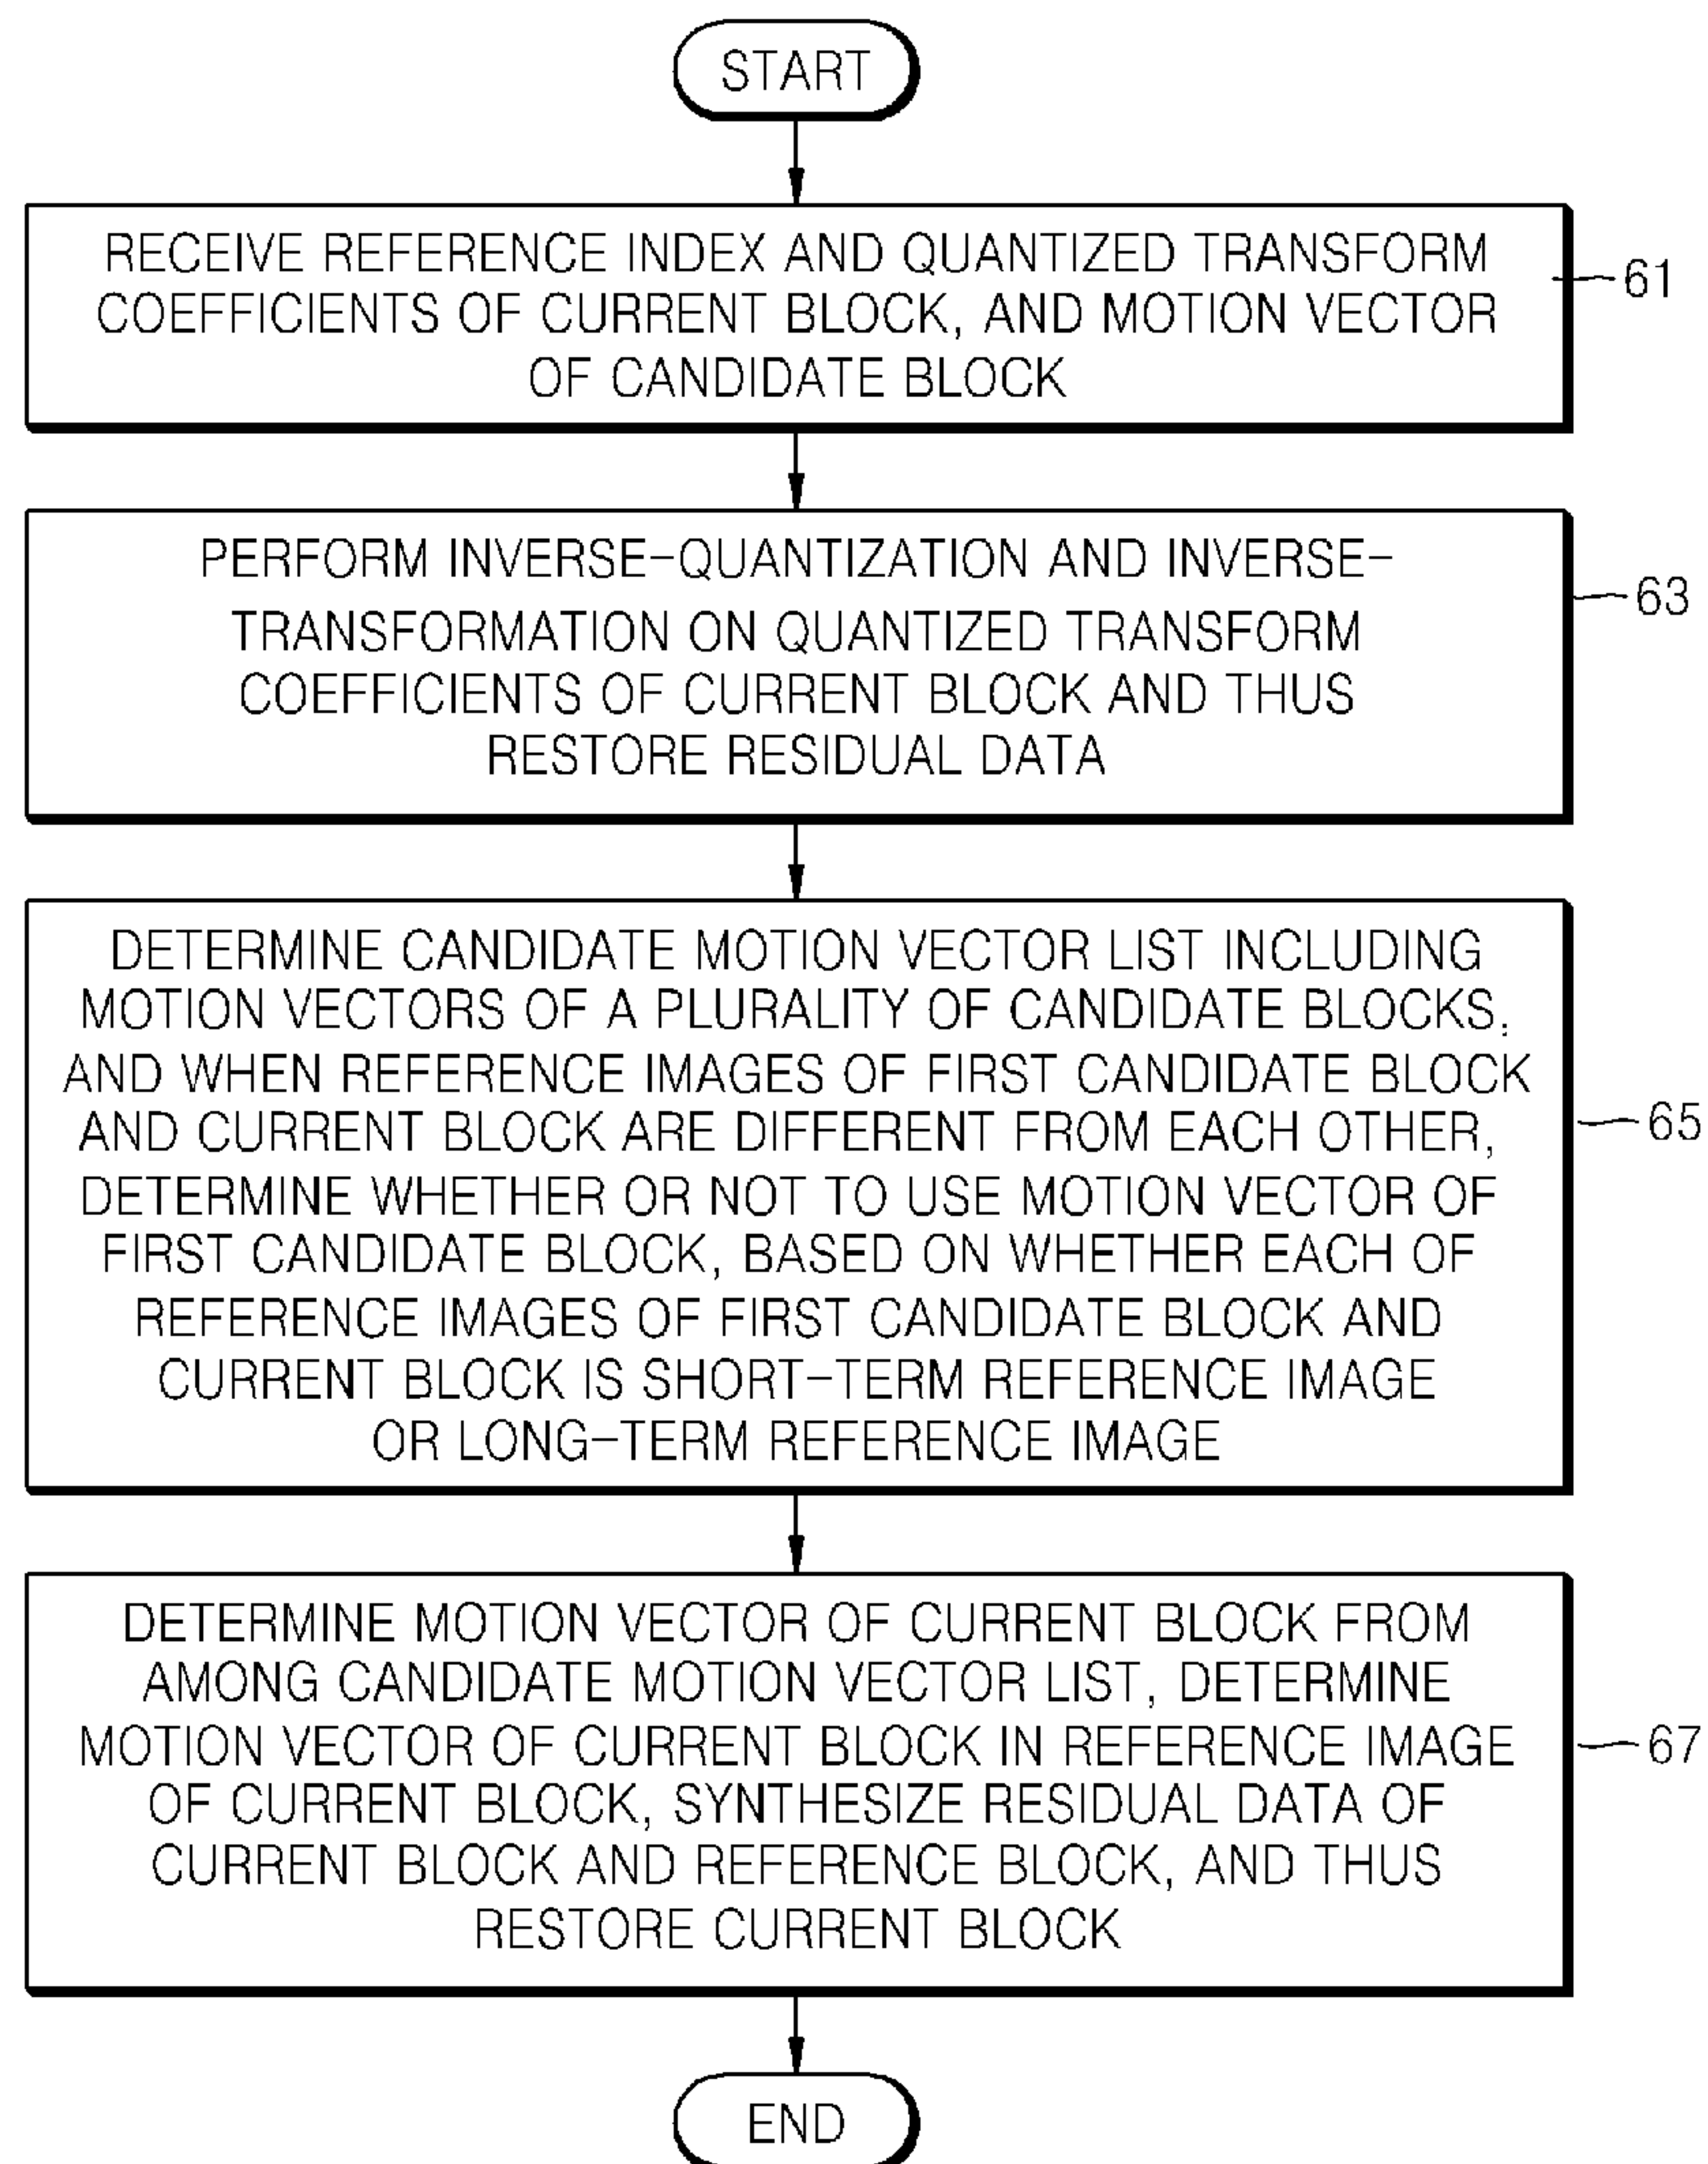 START
RECEIVE REFERENCE INDEX AND QUANTIZED TRANSFORM
COEFFICIENTS OF CURRENT BLOCK, AND MOTION VECTOR
OF CANDIDATE BLOCK
61
PERFORM INVERSE-QUANTIZATION AND INVERSE-
TRANSFORMATION ON QUANTIZED TRANSFORM
COEFFICIENTS OF CURRENT BLOCK AND THUS
RESTORE RESIDUAL DATA
63
DETERMINE CANDIDATE MOTION VECTOR LIST INCLUDING
MOTION VECTORS OF A PLURALITY OF CANDIDATE BLOCKS,
AND WHEN REFERENCE IMAGES OF FIRST CANDIDATE BLOCK
AND CURRENT BLOCK ARE DIFFERENT FROM EACH OTHER,
DETERMINE WHETHER OR NOT TO USE MOTION VECTOR OF
FIRST CANDIDATE BLOCK, BASED ON WHETHER EACH OF
REFERENCE IMAGES OF FIRST CANDIDATE BLOCK AND
CURRENT BLOCK IS SHORT-TERM REFERENCE IMAGE
OR LONG-TERM REFERENCE IMAGE
65
DETERMINE MOTION VECTOR OF CURRENT BLOCK FROM
AMONG CANDIDATE MOTION VECTOR LIST, DETERMINE
MOTION VECTOR OF CURRENT BLOCK IN REFERENCE IMAGE
OF CURRENT BLOCK, SYNTHESIZE RESIDUAL DATA OF
CURRENT BLOCK AND REFERENCE BLOCK, AND THUS
RESTORE CURRENT BLOCK
67
END